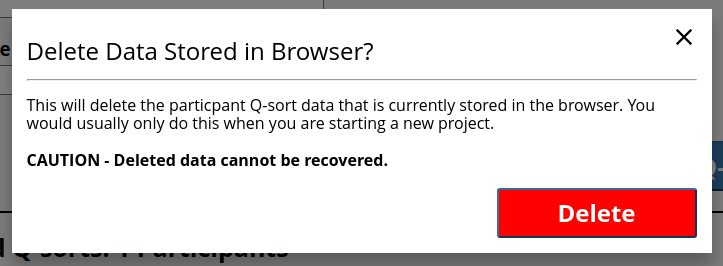 Delete Data Stored in Browser?
This will delete the particpant Q-sort data that is currently stored in the browser. You
would usually only do this when you are starting a new project.
CAUTION - Deleted data cannot be recovered.
Delete